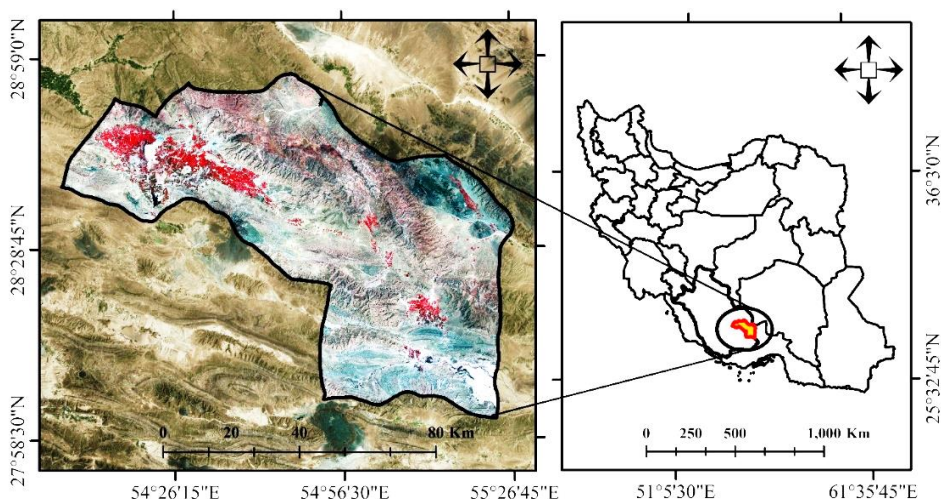 28°59'0"N
28°28'45"N
27°58'30"N
0 20 40 80 Km
54°26'15"E 54°56'30"E 55°26'45"E
36°3'0"N
25°32'45"N
0 250 500 1,000 Km
51°5'30"E 61°35'45"E